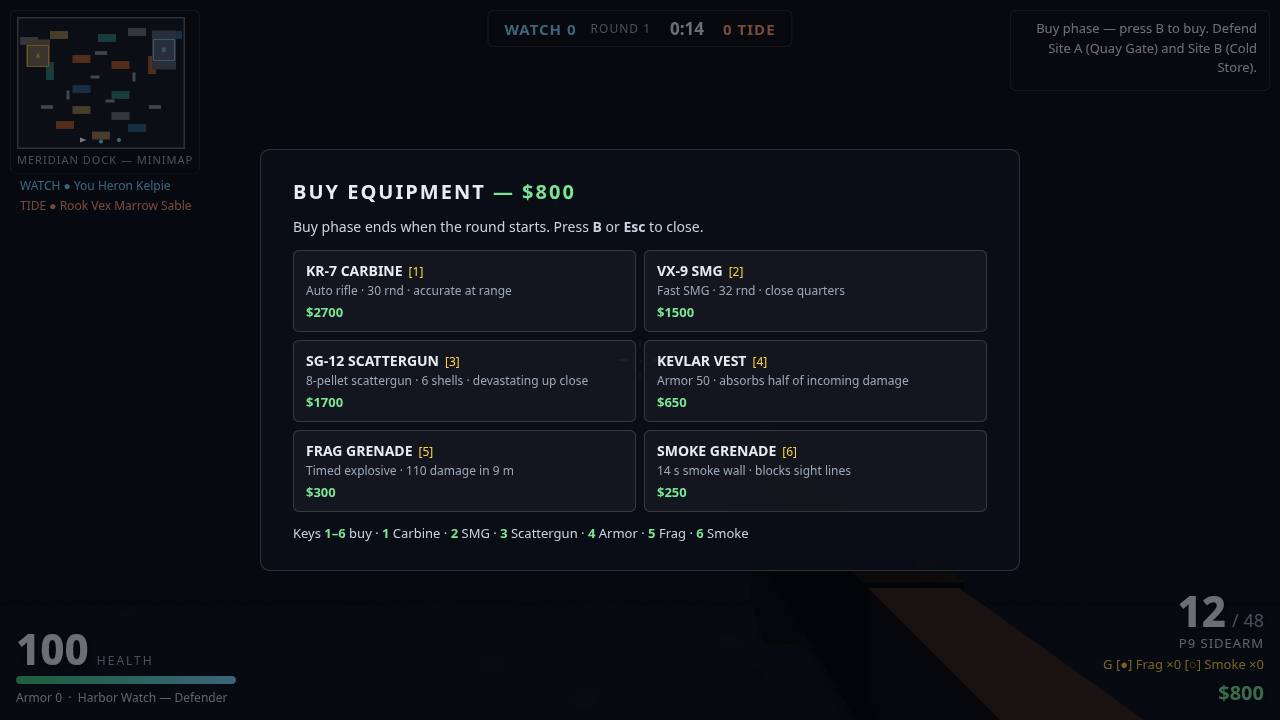 WATCH 0 ROUND 1 0:14 0 TIDE
Buy phase — press B to buy. Defend
Site A (Quay Gate) and Site B (Cold
Store).
A
B
MERIDIAN DOCK — MINIMAP
WATCH ● You Heron Kelpie
TIDE ● Rook Vex Marrow Sable
BUY EQUIPMENT — $800
Buy phase ends when the round starts. Press B or Esc to close.
KR-7 CARBINE [1]
Auto rifle · 30 rnd · accurate at range
$2700
VX-9 SMG [2]
Fast SMG · 32 rnd · close quarters
$1500
SG-12 SCATTERGUN [3]
8-pellet scattergun · 6 shells · devastating up close
$1700
KEVLAR VEST [4]
Armor 50 · absorbs half of incoming damage
$650
FRAG GRENADE [5]
Timed explosive · 110 damage in 9 m
$300
SMOKE GRENADE [6]
14 s smoke wall · blocks sight lines
$250
Keys 1–6 buy · 1 Carbine · 2 SMG · 3 Scattergun · 4 Armor · 5 Frag · 6 Smoke
100 HEALTH
Armor 0 · Harbor Watch — Defender
12 / 48
P9 SIDEARM
G [●] Frag ×0 [○] Smoke ×0
$800